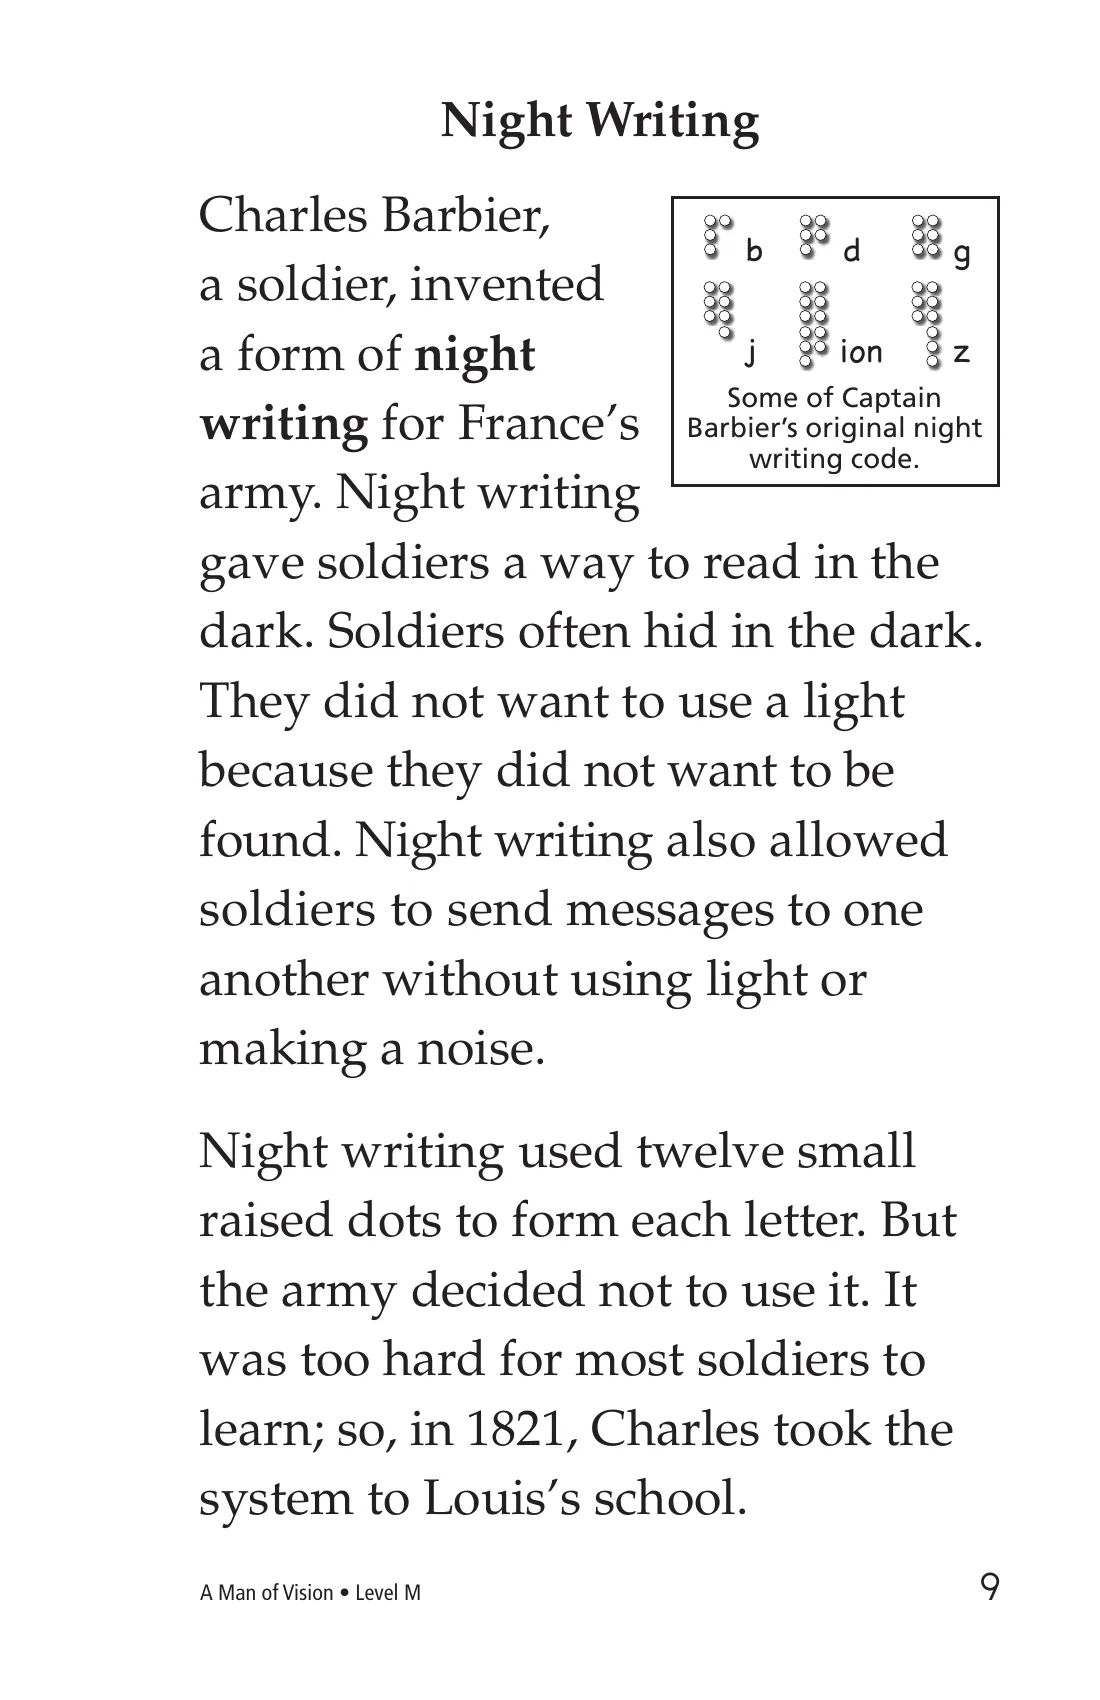 Night Writing
Charles Barbier,
a soldier, invented
a form of night
writing for France’s
army. Night writing
b d g
j ion z
Some of Captain
Barbier’s original night
writing code.
gave soldiers a way to read in the
dark. Soldiers often hid in the dark.
They did not want to use a light
because they did not want to be
found. Night writing also allowed
soldiers to send messages to one
another without using light or
making a noise.
Night writing used twelve small
raised dots to form each letter. But
the army decided not to use it. It
was too hard for most soldiers to
learn; so, in 1821, Charles took the
system to Louis’s school.
A Man of Vision • Level M
9